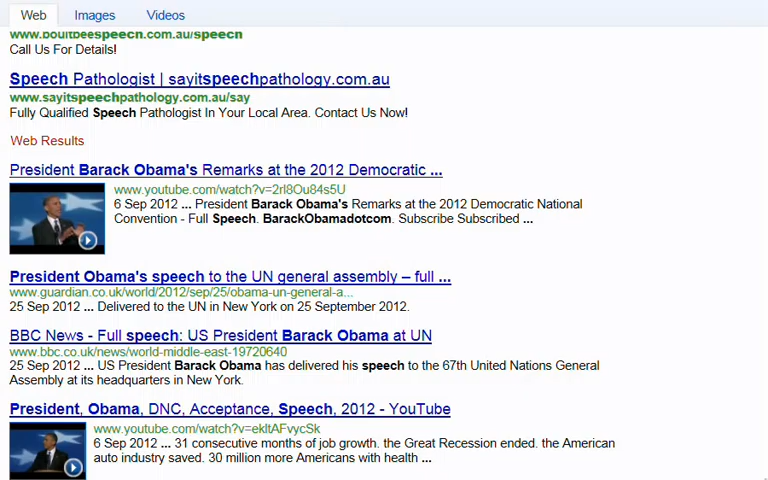 Web Images Videos
www.boultbeespeech.com.au/speech
Call Us For Details!
Speech Pathologist | sayitspeechpathology.com.au
www.sayitspeechpathology.com.au/say
Fully Qualified Speech Pathologist In Your Local Area. Contact Us Now!
Web Results
President Barack Obama's Remarks at the 2012 Democratic ...
www.youtube.com/watch?v=2rl8Ou84s5U
6 Sep 2012 ... President Barack Obama's Remarks at the 2012 Democratic National
Convention - Full Speech. BarackObamadotcom. Subscribe Subscribed ...
President Obama's speech to the UN general assembly – full ...
www.guardian.co.uk/world/2012/sep/25/obama-un-general-a...
25 Sep 2012 ... Delivered to the UN in New York on 25 September 2012.
BBC News - Full speech: US President Barack Obama at UN
www.bbc.co.uk/news/world-middle-east-19720640
25 Sep 2012 ... US President Barack Obama has delivered his speech to the 67th United Nations General
Assembly at its headquarters in New York.
President, Obama, DNC, Acceptance, Speech, 2012 - YouTube
www.youtube.com/watch?v=ekltAFvycSk
6 Sep 2012 ... 31 consecutive months of job growth. the Great Recession ended. the American
auto industry saved. 30 million more Americans with health ...